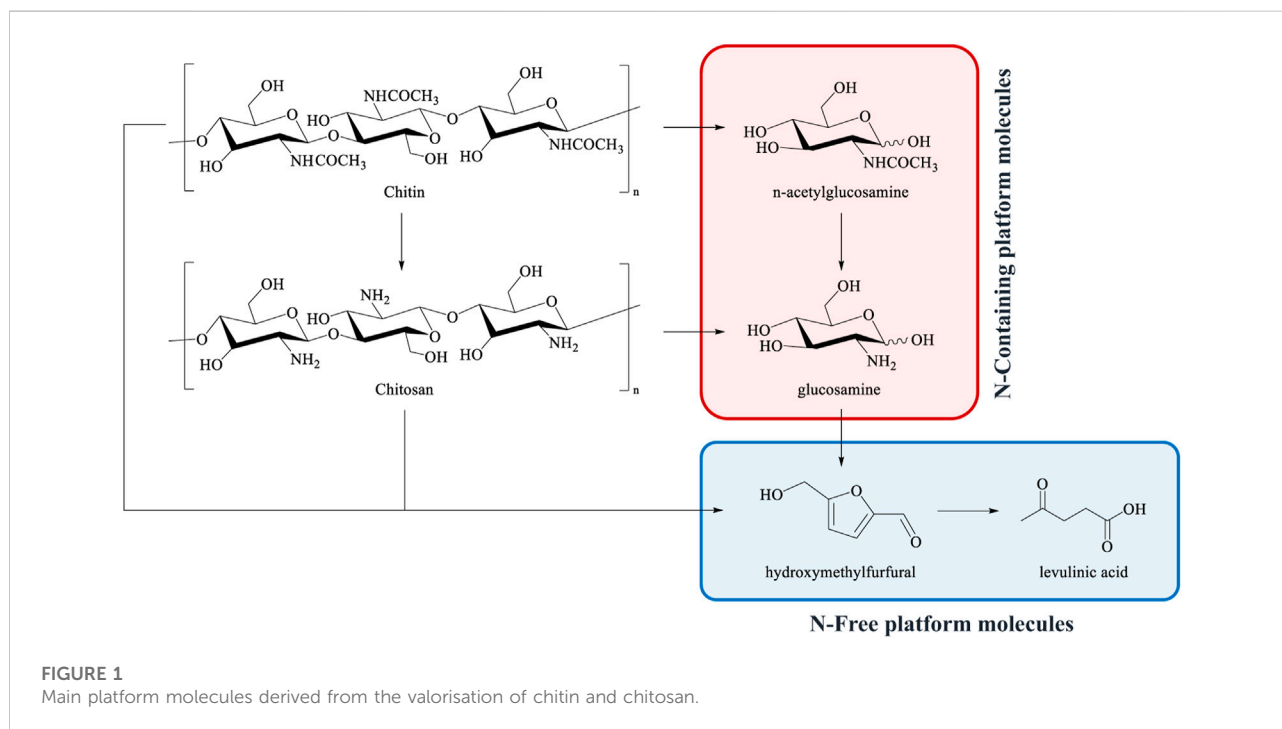 OH
NHCOCH3
O
OH
O
HO
O
O
O
O
O
HO
NHCOCH3
OH
HO
NHCOCH3
n
Chitin
OH
HO
O
HO
OH
NHCOCH3
n-acetylglucosamine
OH
NH2
O
OH
O
HO
O
O
O
O
O
HO
NH2
OH
HO
NH2
n
Chitosan
OH
HO
O
HO
OH
NH2
glucosamine
N-Containing platform molecules
HO
O
O
hydroxymethylfurfural
O
OH
O
levulinic acid
N-Free platform molecules
FIGURE 1
Main platform molecules derived from the valorisation of chitin and chitosan.